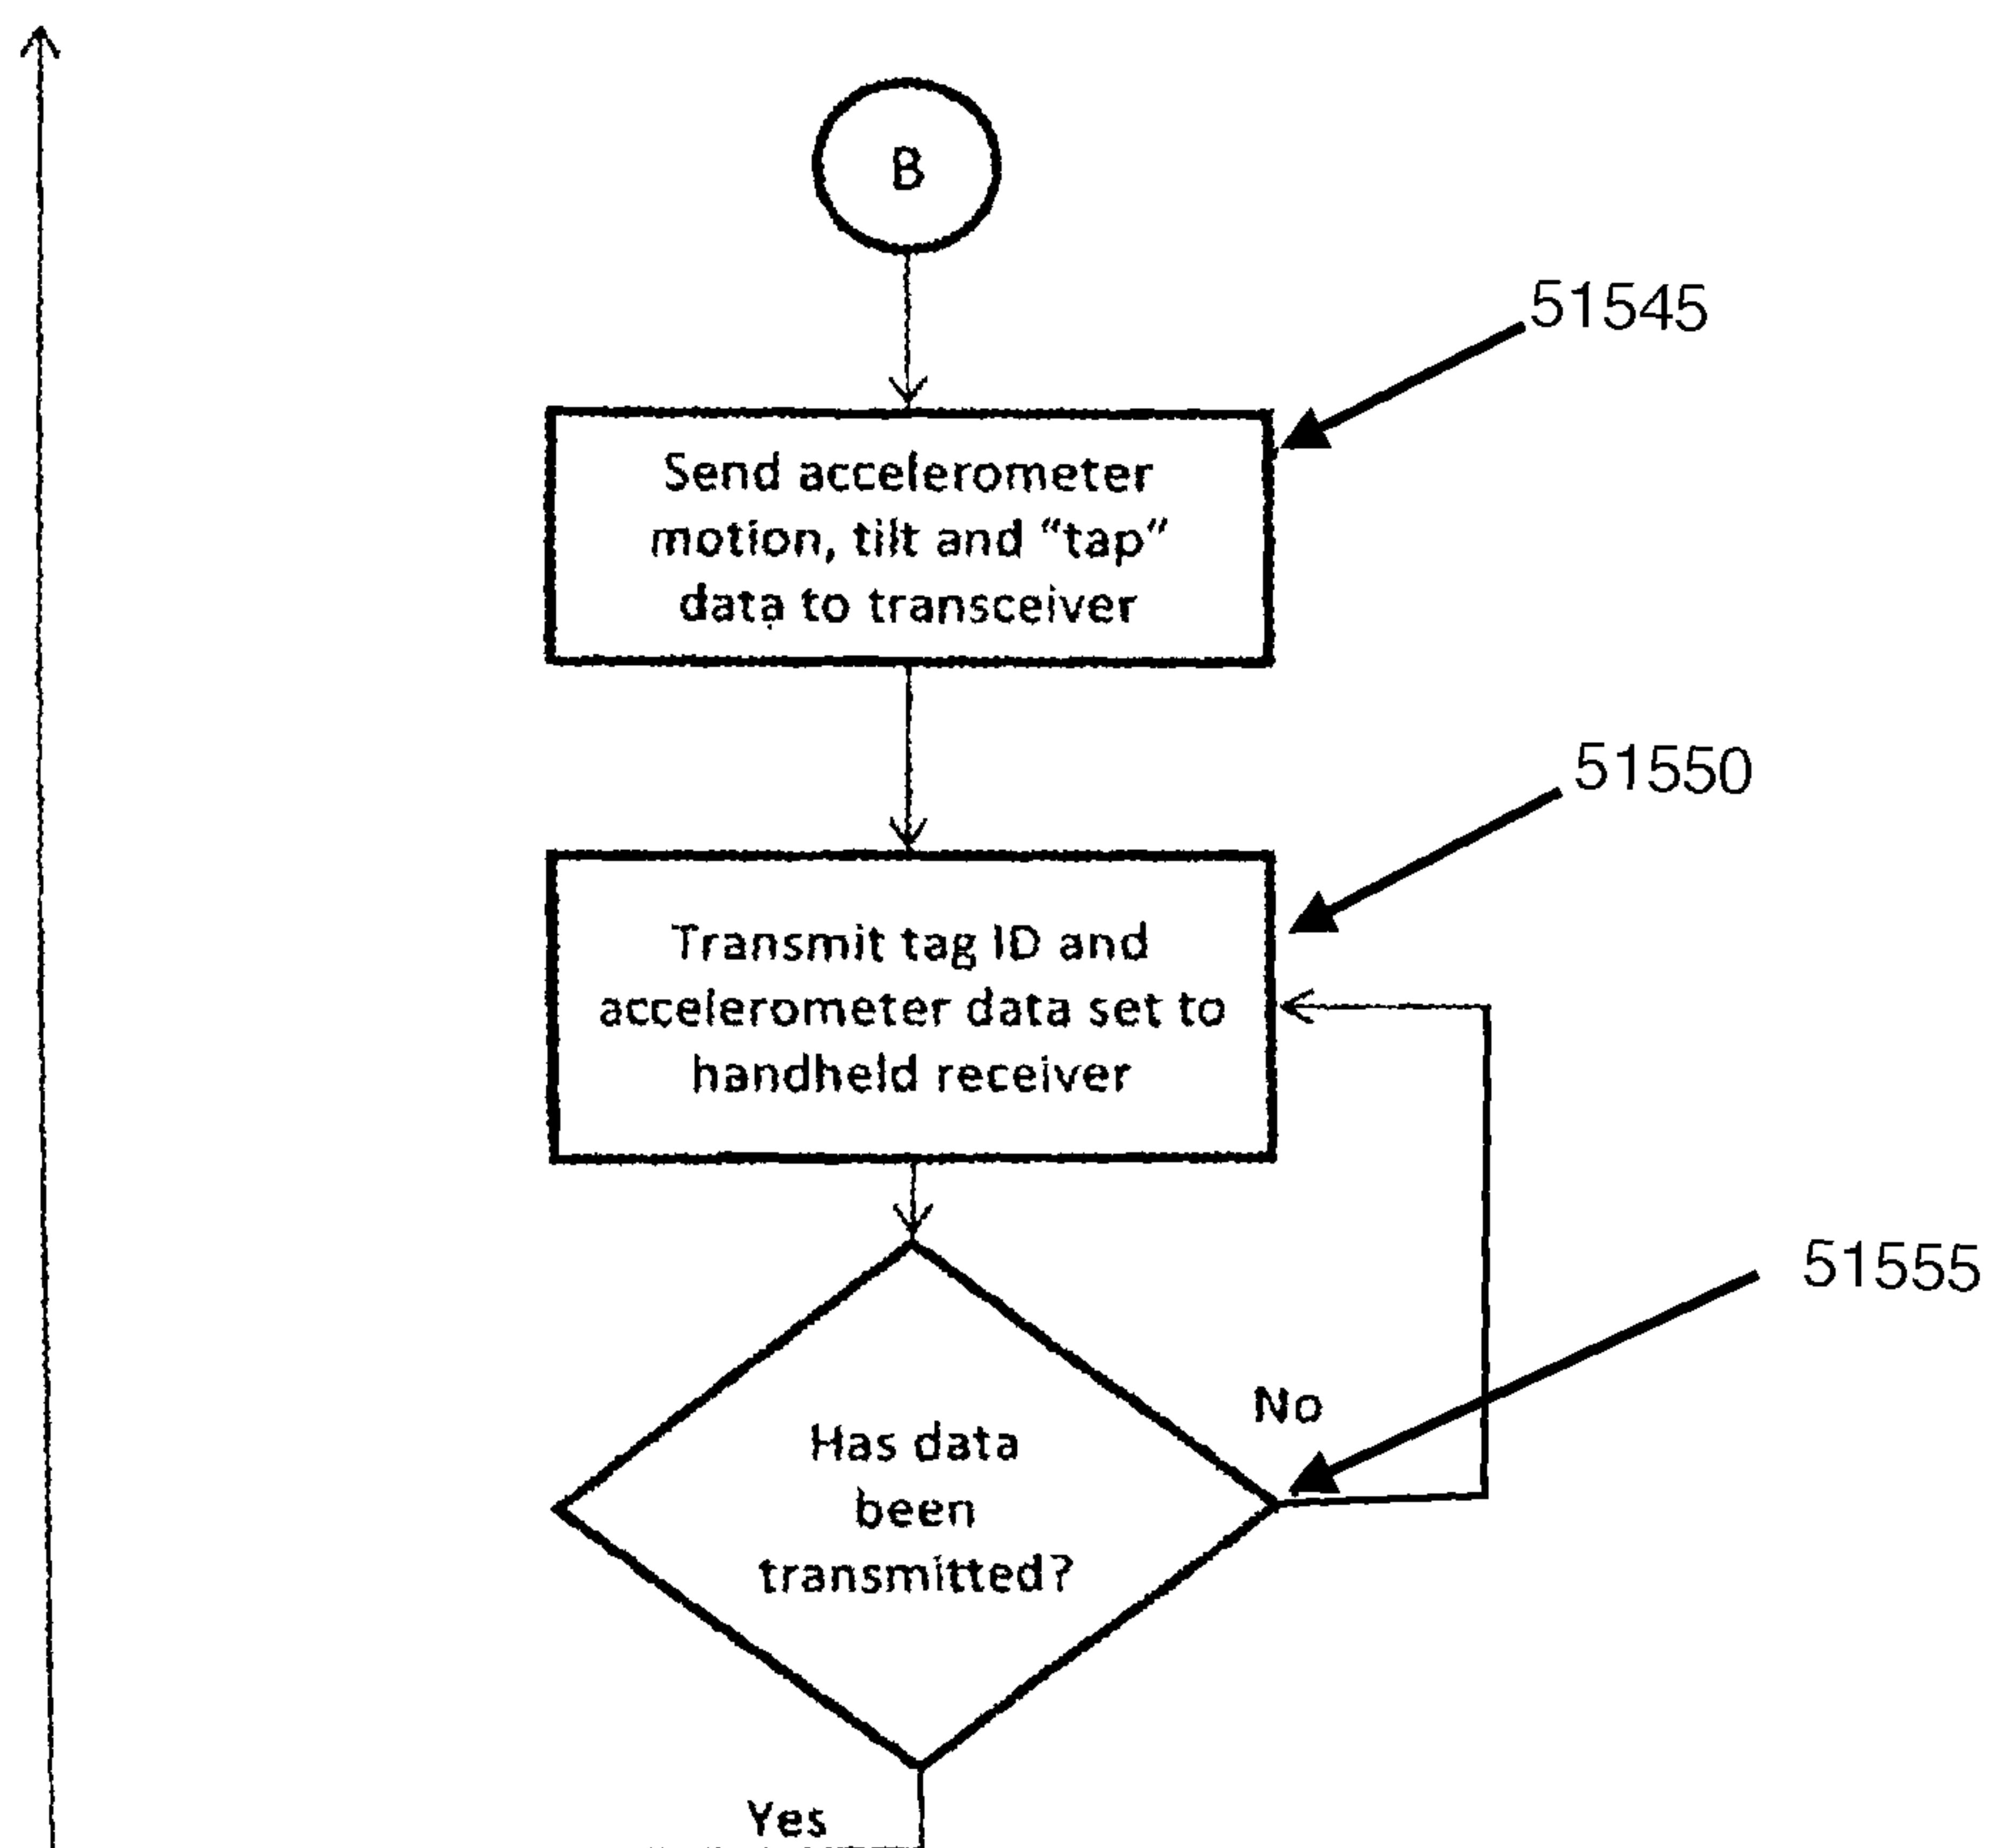 B
51545
Send accelerometer
motion, tilt and “tap”
data to transceiver
51550
Transmit tag ID and
accelerometer data set to
handheld receiver
51555
No
Has data
been
transmitted?
Yes